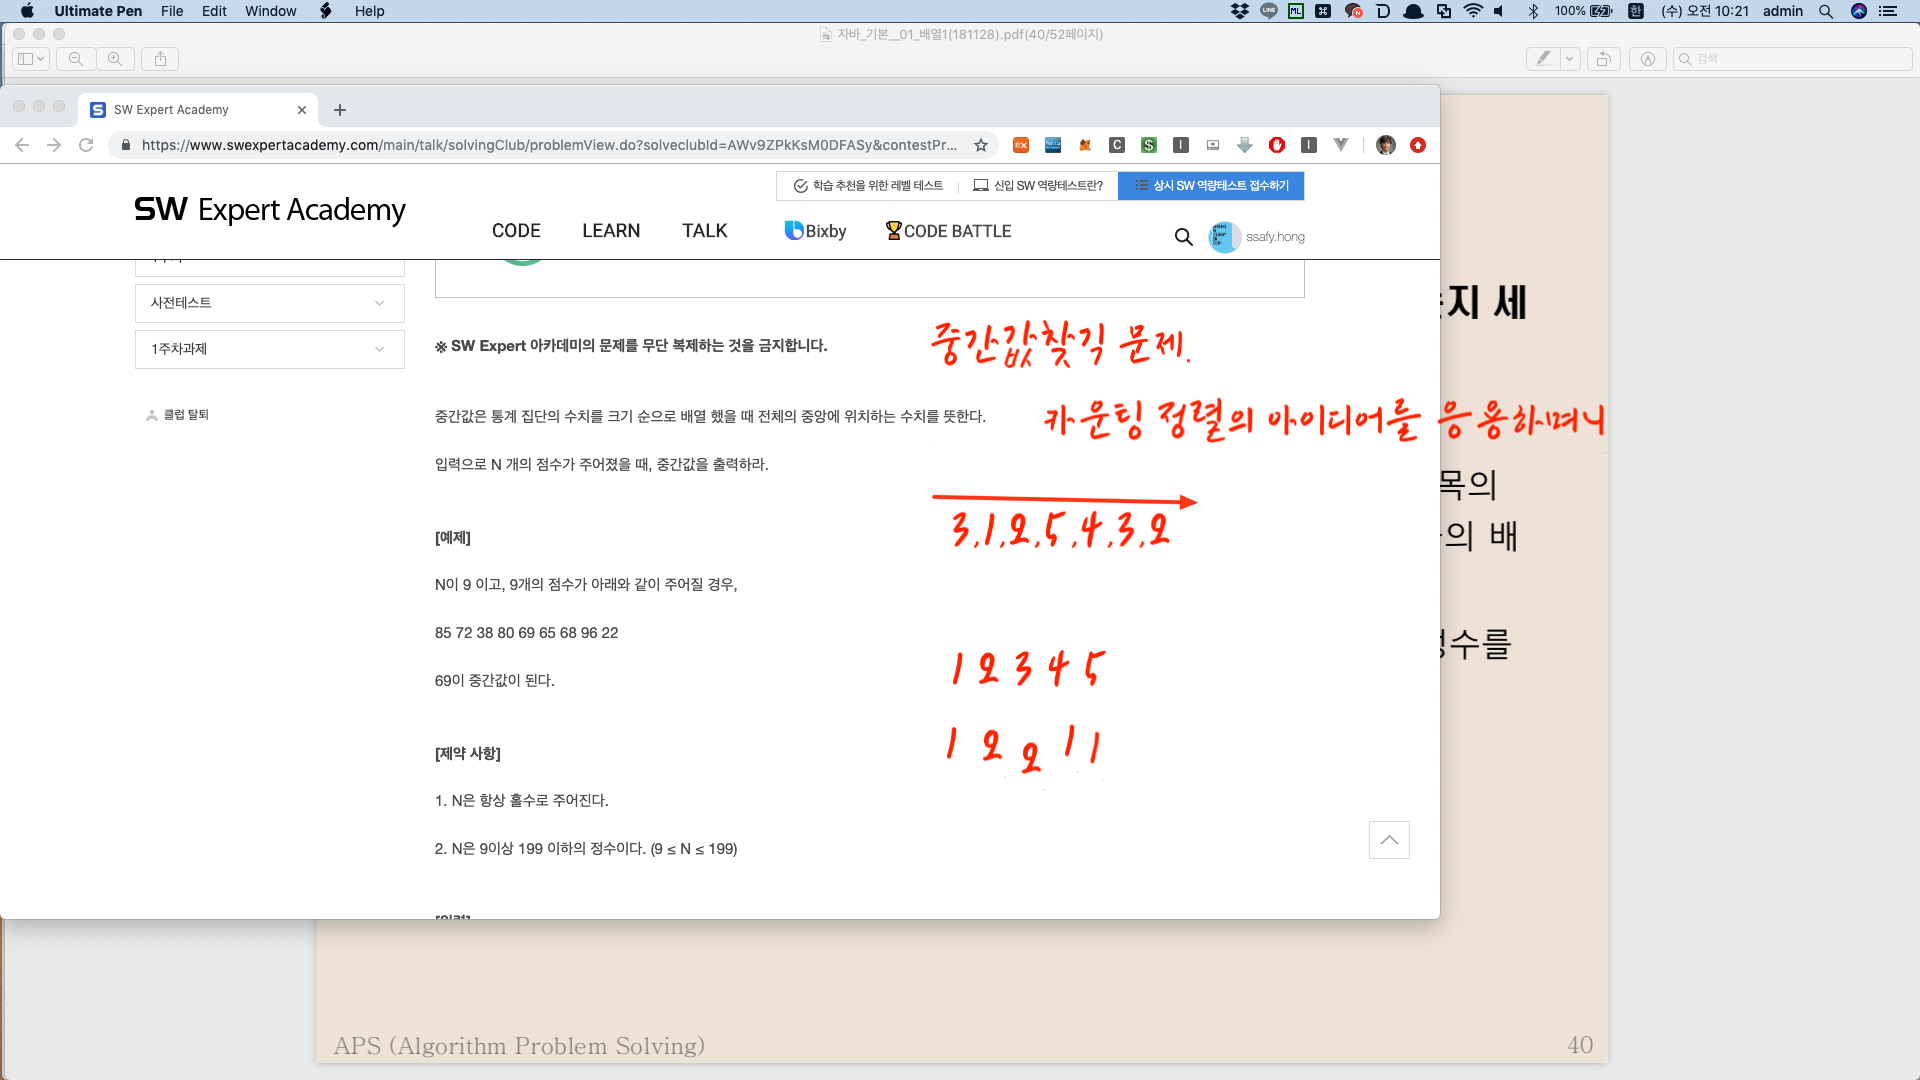 Ultimate Pen File Edit Window Help 100% 한 (수) 오전 10:21 admin
자바_기본__01_배열1(181128).pdf(40/52페이지)
검색
SW Expert Academy
https://www.swexpertacademy.com/main/talk/solvingClub/problemView.do?solveclubId=AWv9ZPkKsM0DFASy&contestPr...
학습 추천을 위한 레벨 테스트 신입 SW 역량테스트란? 상시 SW 역량테스트 접수하기
SW Expert Academy
CODE LEARN TALK Bixby CODE BATTLE ssafy.hong
사전테스트
1주차과제
클럽 탈퇴
※ SW Expert 아카데미의 문제를 무단 복제하는 것을 금지합니다.
중간값찾기 문제.
중간값은 통계 집단의 수치를 크기 순으로 배열 했을 때 전체의 중앙에 위치하는 수치를 뜻한다.
카운팅 정렬의 아이디어를 응용하며니
입력으로 N 개의 점수가 주어졌을 때, 중간값을 출력하라.
3,1,2,5,4,3,2
[예제]
N이 9 이고, 9개의 점수가 아래와 같이 주어질 경우,
85 72 38 80 69 65 68 96 22
69이 중간값이 된다.
1 2 3 4 5
1 2 2 1 1
[제약 사항]
1. N은 항상 홀수로 주어진다.
2. N은 9이상 199 이하의 정수이다. (9 ≤ N ≤ 199)
지 세
목의
의 배
정수를
APS (Algorithm Problem Solving)
40